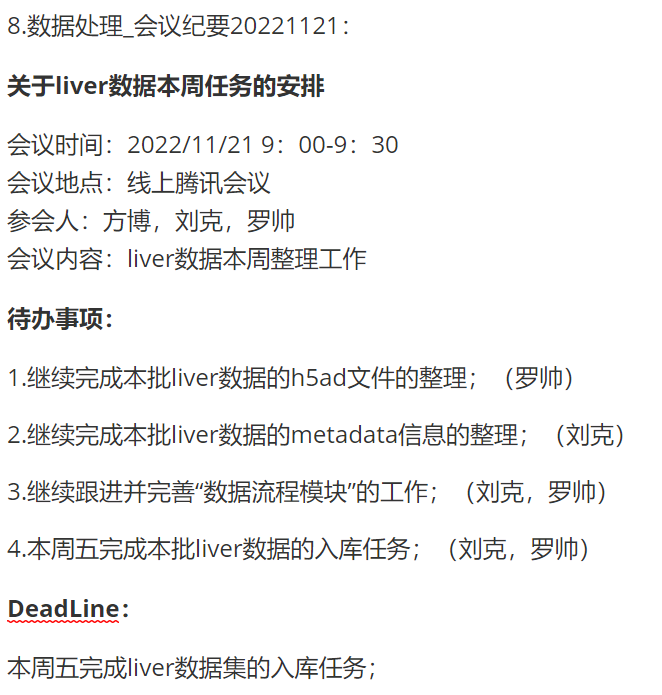 8.数据处理_会议纪要20221121：
关于liver数据本周任务的安排
会议时间：2022/11/21 9：00-9：30
会议地点：线上腾讯会议
参会人：方博，刘克，罗帅
会议内容：liver数据本周整理工作
待办事项：
1.继续完成本批liver数据的h5ad文件的整理；（罗帅）
2.继续完成本批liver数据的metadata信息的整理；（刘克）
3.继续跟进并完善“数据流程模块”的工作；（刘克，罗帅）
4.本周五完成本批liver数据的入库任务；（刘克，罗帅）
DeadLine：
本周五完成liver数据集的入库任务；